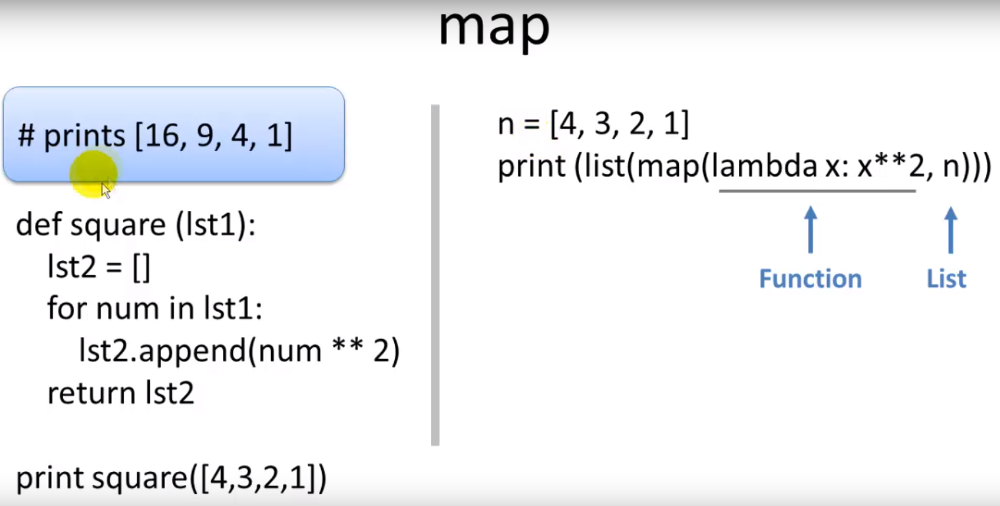 map
# prints [16, 9, 4, 1]
def square (lst1):
lst2 = []
for num in lst1:
lst2.append(num ** 2)
return lst2
print square([4,3,2,1])
n = [4, 3, 2, 1]
print (list(map(lambda x: x**2, n)))
Function
List